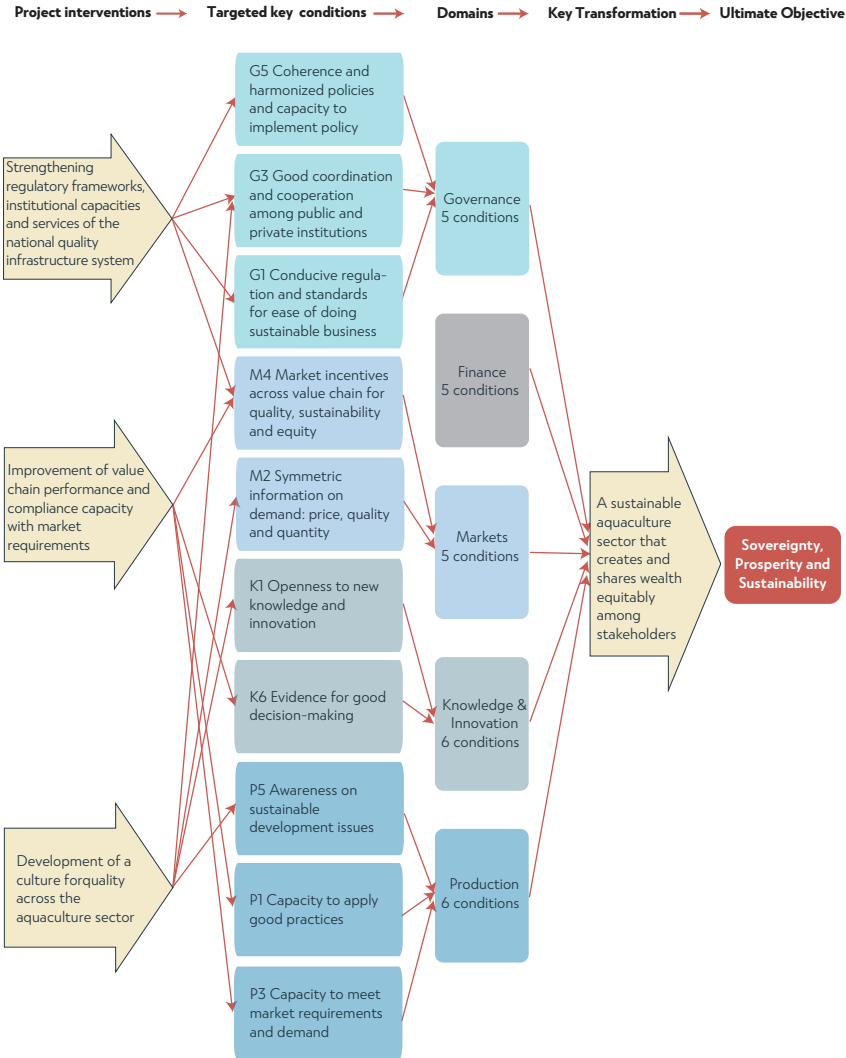 Project interventions
Targeted key conditions
Domains
Key Transformation
Ultimate Objective
Strengthening
regulatory frameworks,
institutional capacities
and services of the
national quality
infrastructure system
Improvement of value
chain performance and
compliance capacity
with market
requirements
Development of a
culture forquality
across the
aquaculture sector
G5 Coherence and
harmonized policies
and capacity to
implement policy
G3 Good coordination
and cooperation
among public and
private institutions
G1 Conducive regula-
tion and standards
for ease of doing
sustainable business
M4 Market incentives
across value chain for
quality, sustainability
and equity
M2 Symmetric
information on
demand: price, quality
and quantity
K1 Openness to new
knowledge and
innovation
K6 Evidence for good
decision-making
P5 Awareness on
sustainable
development issues
P1 Capacity to apply
good practices
P3 Capacity to meet
market requirements
and demand
Governance
5 conditions
Finance
5 conditions
Markets
5 conditions
Knowledge &
Innovation
6 conditions
Production
6 conditions
A sustainable
aquaculture
sector that
creates and
shares wealth
equitably
among
stakeholders
Sovereignty,
Prosperity and
Sustainability